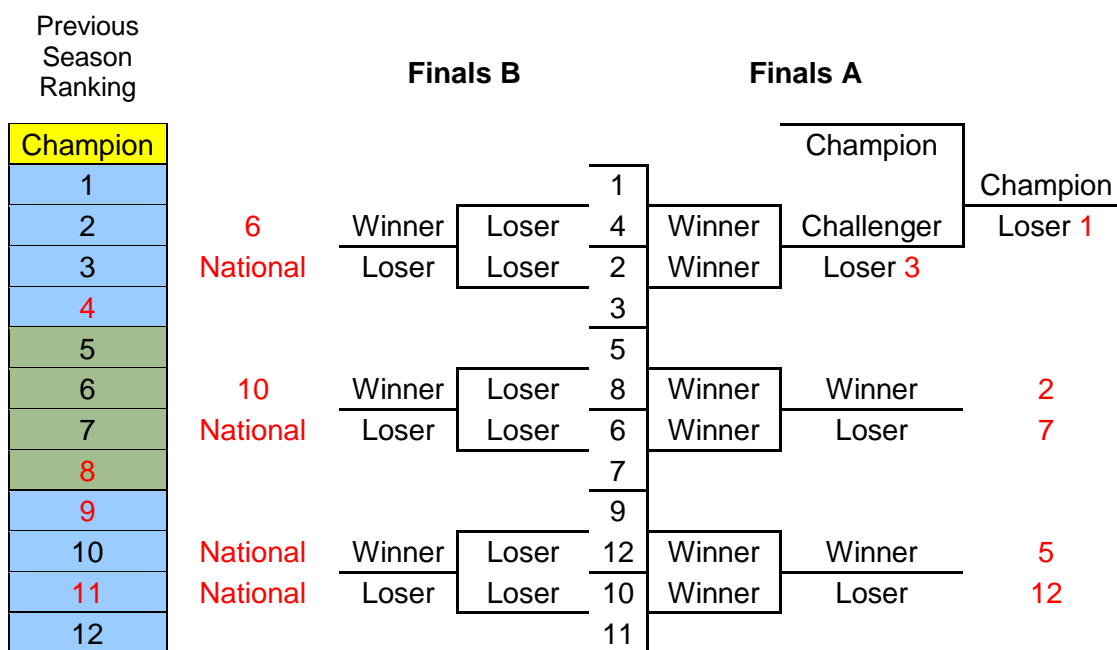 Previous
Season
Ranking
Finals B Finals A
Champion Champion
1 1 Champion
2 6 Winner Loser 4 Winner Challenger Loser 1
3 National Loser Loser 2 Winner Loser 3
4 3
5 5
6 10 Winner Loser 8 Winner Winner 2
7 National Loser Loser 6 Winner Loser 7
8 7
9 9
10 National Winner Loser 12 Winner Winner 5
11 National Loser Loser 10 Winner Loser 12
12 11